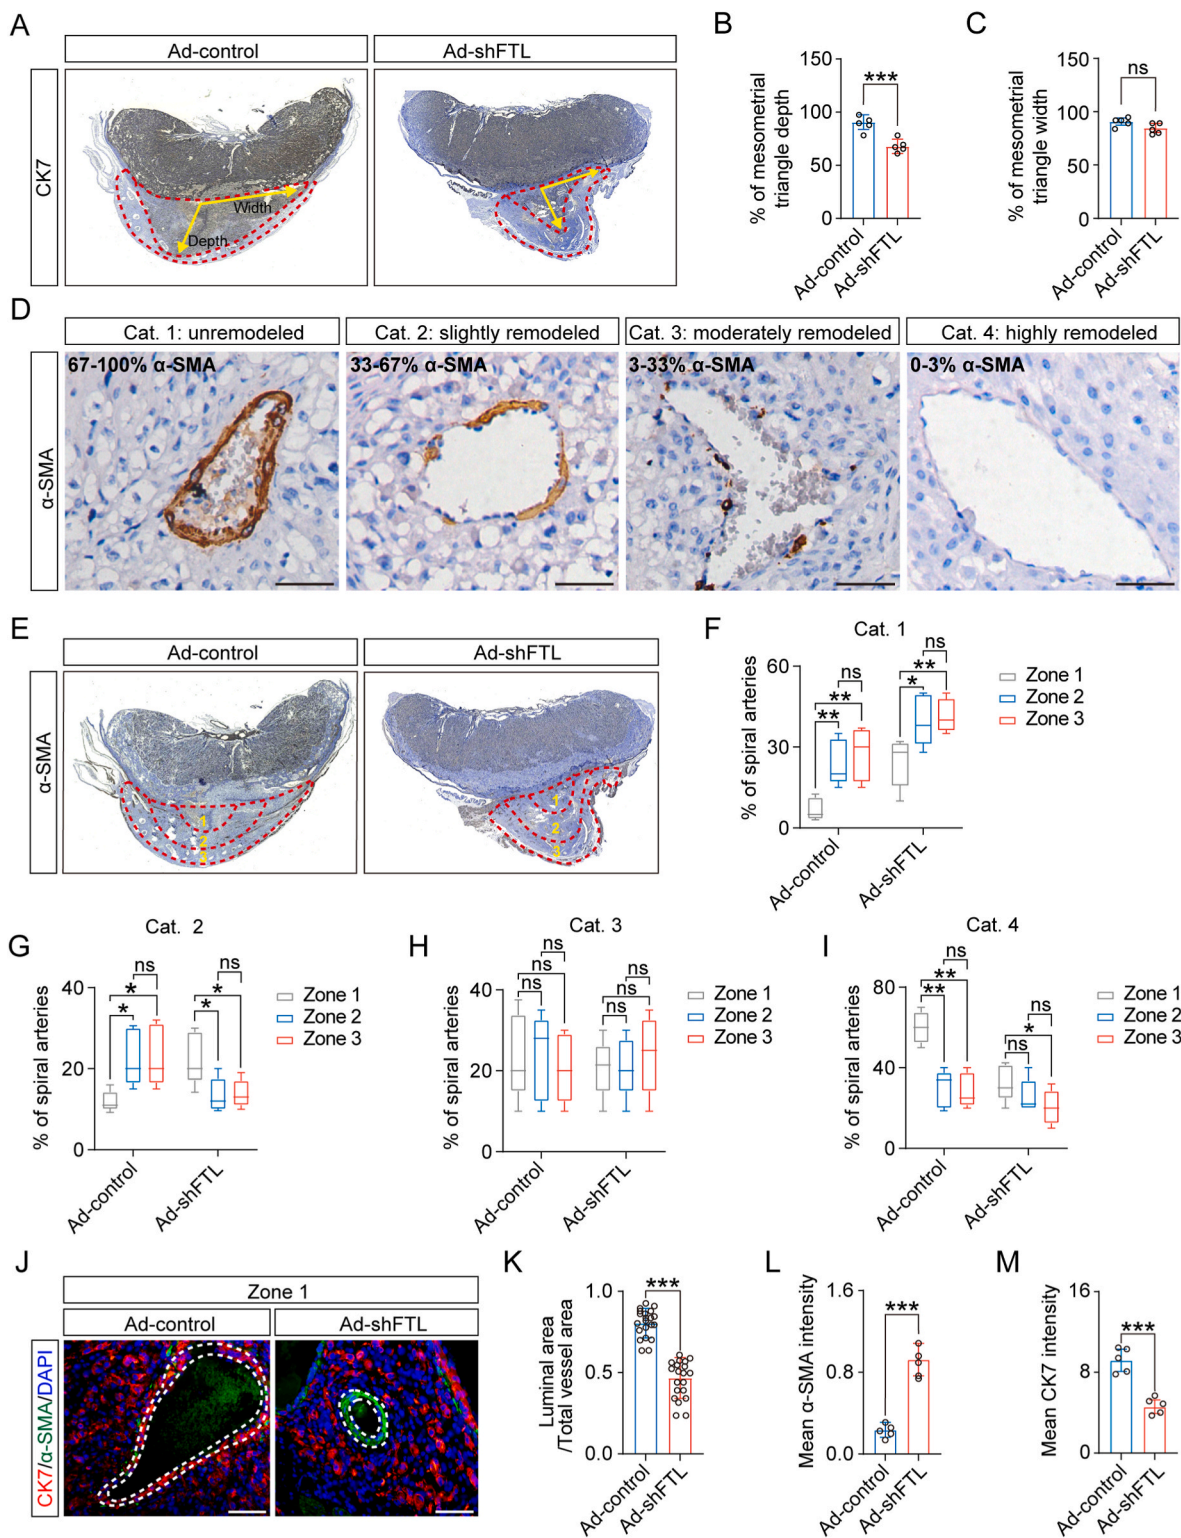 A
Ad-control
Ad-shFTL
CK7
Width
Depth
B
% of mesometrial
triangle depth
150
100
50
0
***
Ad-control
Ad-shFTL
C
% of mesometrial
triangle width
150
100
50
0
ns
Ad-control
Ad-shFTL
D
Cat. 1: unremodeled
Cat. 2: slightly remodeled
Cat. 3: moderately remodeled
Cat. 4: highly remodeled
α-SMA
67-100% α-SMA
33-67% α-SMA
3-33% α-SMA
0-3% α-SMA
E
Ad-control
Ad-shFTL
α-SMA
1
2
3
1
2
3
F
Cat. 1
% of spiral arteries
60
30
0
** ** ns
* ** ns
Zone 1
Zone 2
Zone 3
Ad-control
Ad-shFTL
G
Cat. 2
% of spiral arteries
40
20
0
* * ns
* * ns
Zone 1
Zone 2
Zone 3
Ad-control
Ad-shFTL
H
Cat. 3
% of spiral arteries
40
20
0
ns ns ns
ns ns ns
Zone 1
Zone 2
Zone 3
Ad-control
Ad-shFTL
I
Cat. 4
% of spiral arteries
80
40
0
** ** ns
ns * ns
Zone 1
Zone 2
Zone 3
Ad-control
Ad-shFTL
J
Zone 1
Ad-control
Ad-shFTL
CK7/α-SMA/DAPI
K
Luminal area
/Total vessel area
1.0
0.5
0.0
***
Ad-control
Ad-shFTL
L
Mean α-SMA intensity
1.6
0.8
0.0
***
Ad-control
Ad-shFTL
M
Mean CK7 intensity
16
8
0
***
Ad-control
Ad-shFTL